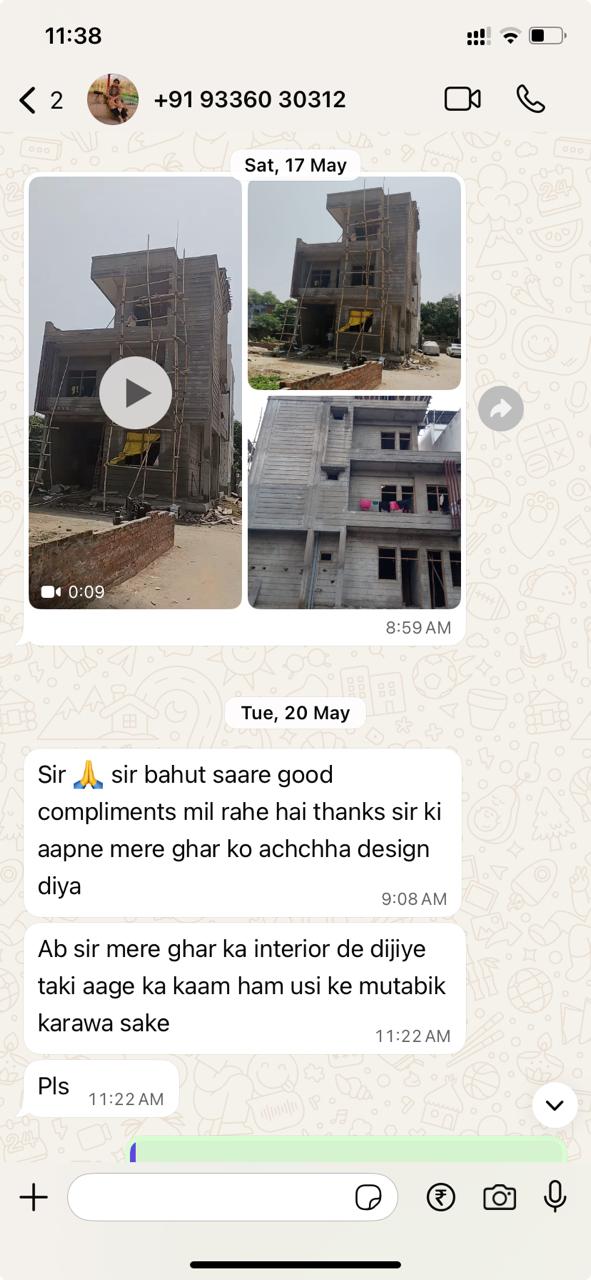 11:38
2
+91 93360 30312
Sat, 17 May
0:09
8:59 AM
Tue, 20 May
Sir 🙏 sir bahut saare good
compliments mil rahe hai thanks sir ki
aapne mere ghar ko achchha design
diya
9:08 AM
Ab sir mere ghar ka interior de dijiye
taki aage ka kaam ham usi ke mutabik
karawa sake
11:22 AM
Pls
11:22 AM
₹